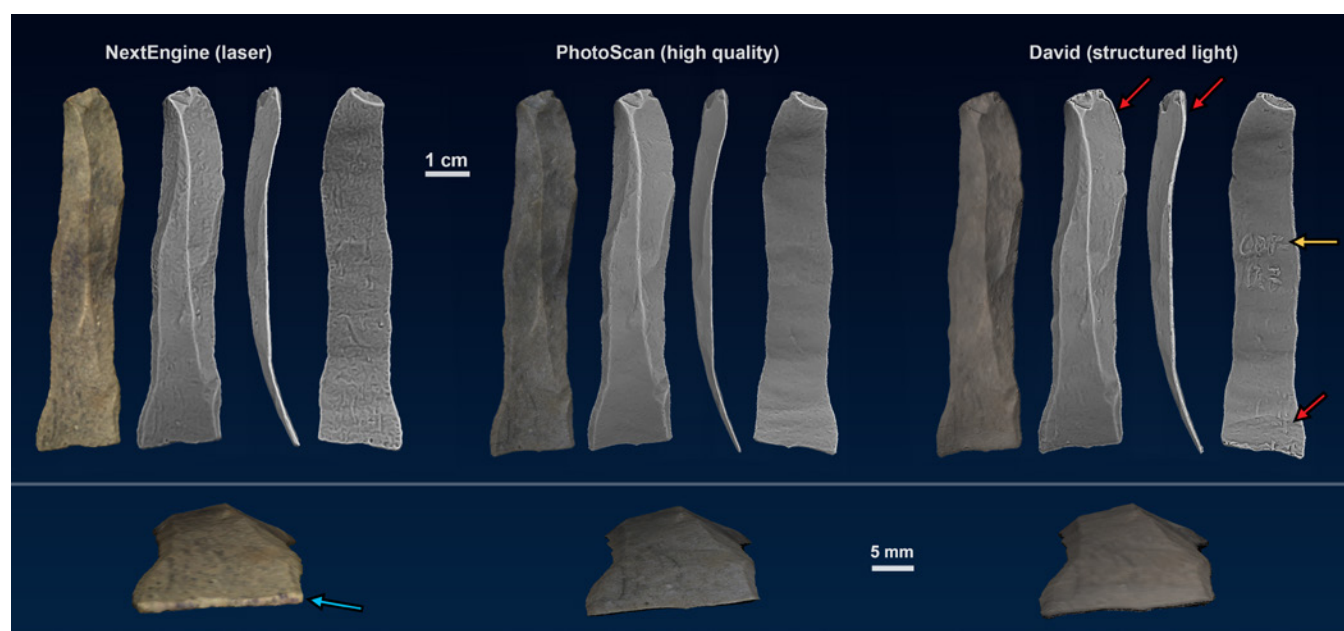 NextEngine (laser)
PhotoScan (high quality)
David (structured light)
1 cm
5 mm